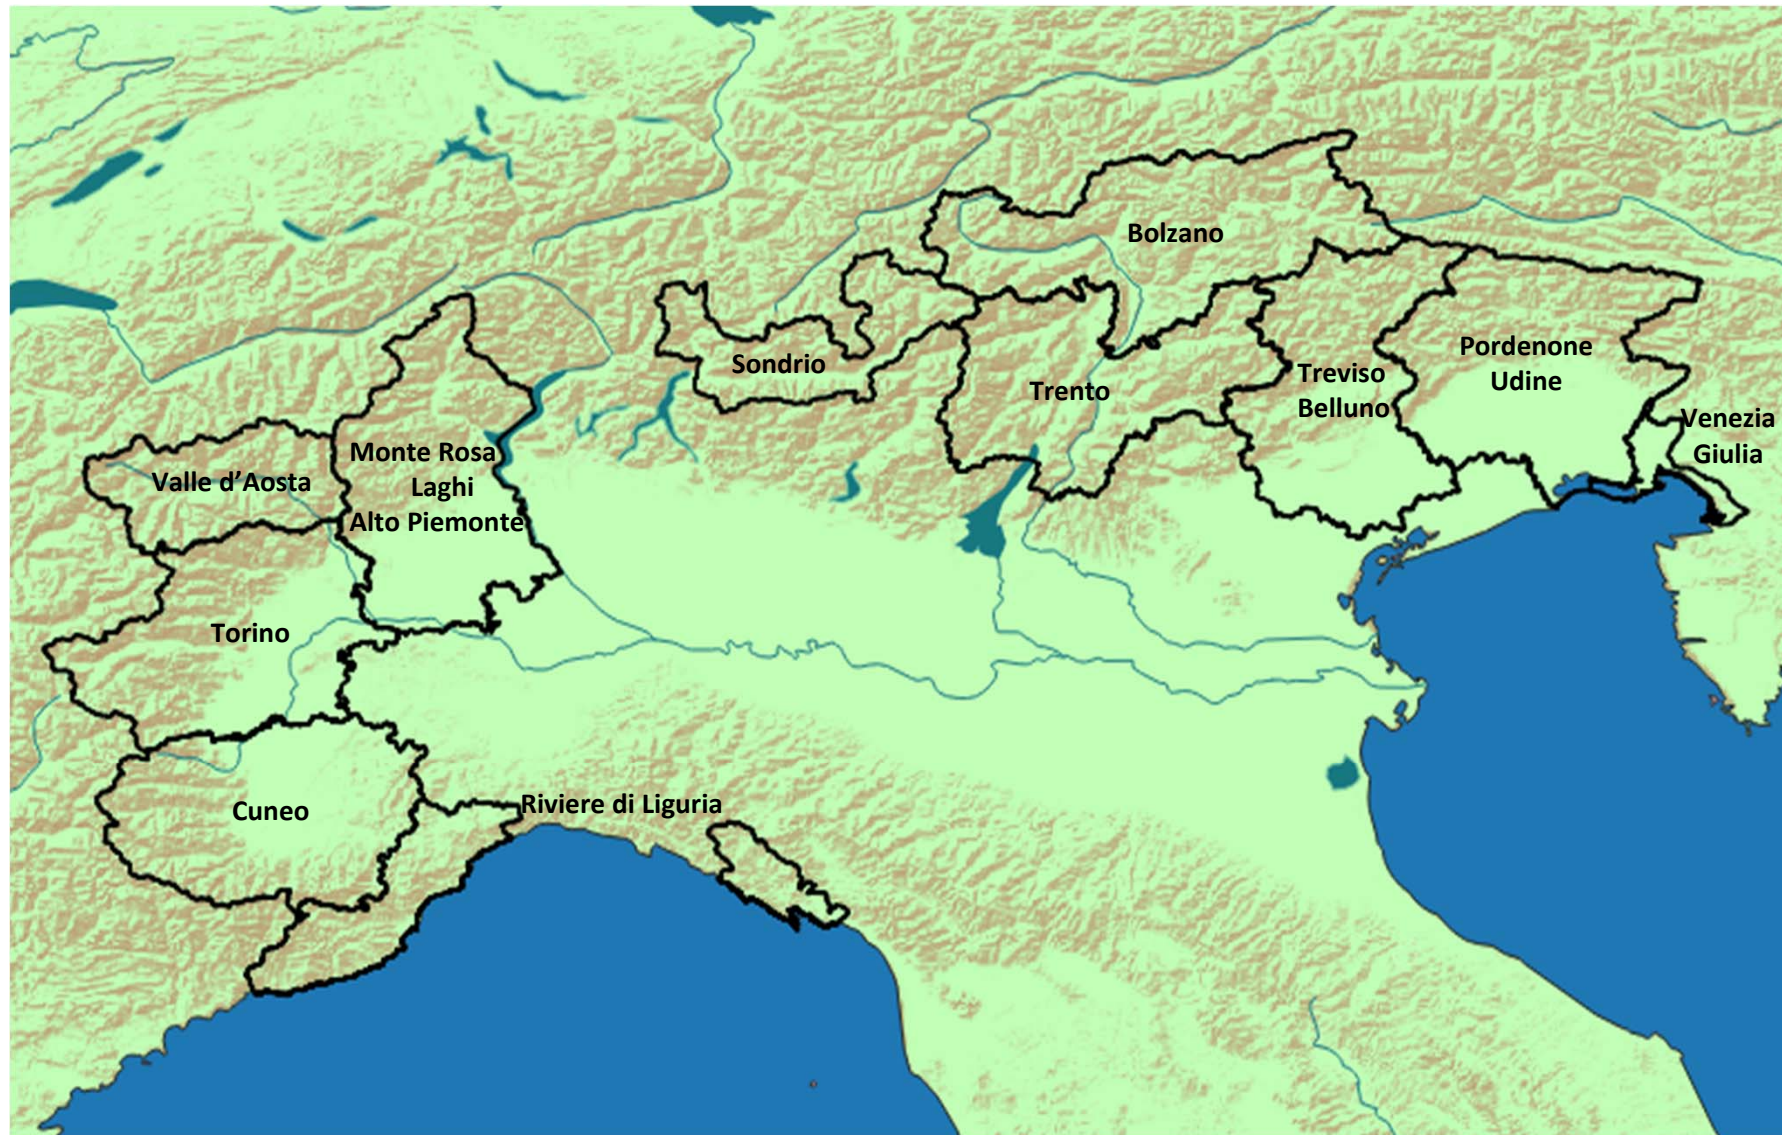 Bolzano
Sondrio
Trento
Pordenone
Udine
Treviso
Belluno
Venezia
Giulia
Monte Rosa
Laghi
Alto Piemonte
Valle d’Aosta
Torino
Cuneo
Riviere di Liguria